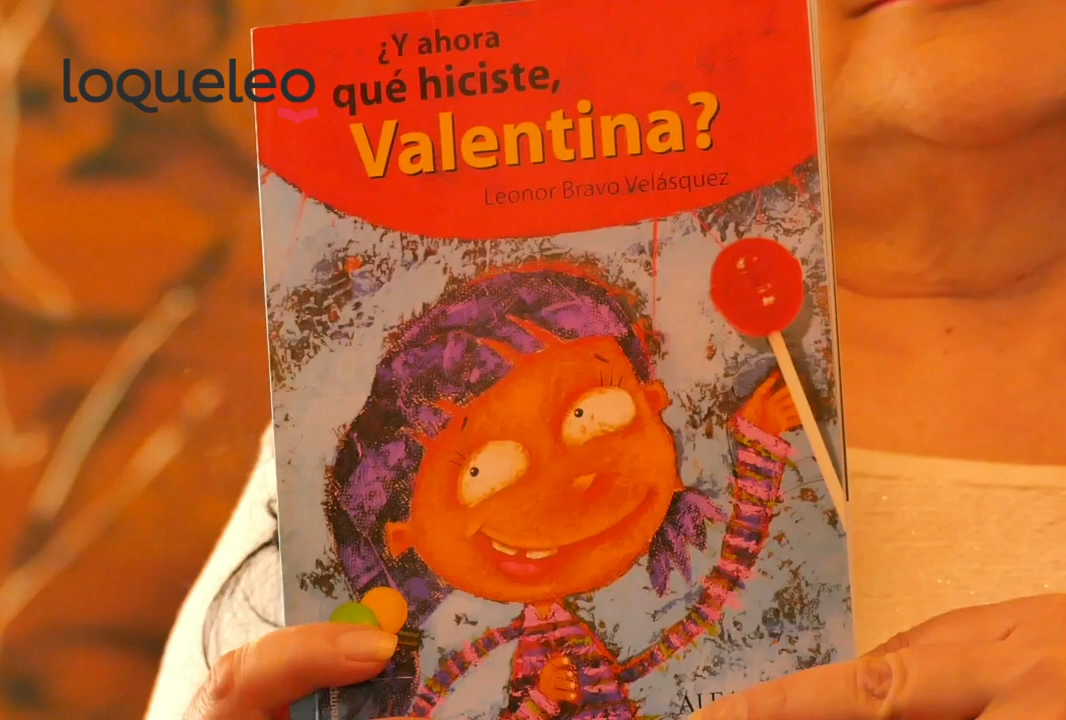 loqueleo
¿Y ahora
qué hiciste,
Valentina?
Leonor Bravo Velásquez